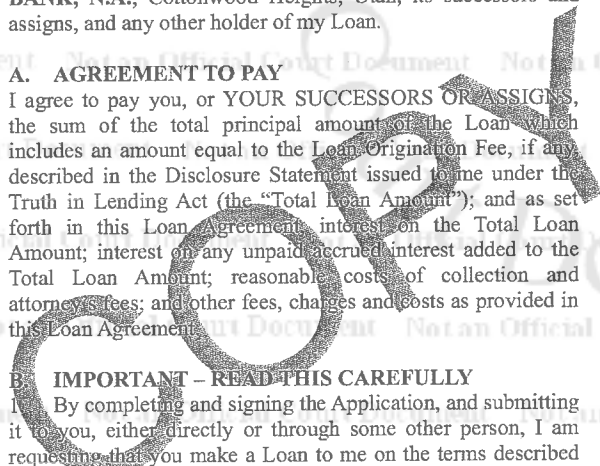 BANK, N.A., Cottonwood Heights, Utah, its successors and
assigns, and any other holder of my Loan.
A. AGREEMENT TO PAY
I agree to pay you, or YOUR SUCCESSORS OR ASSIGNS,
the sum of the total principal amount of the Loan which
includes an amount equal to the Loan Origination Fee, if any,
described in the Disclosure Statement issued to me under the
Truth in Lending Act (the “Total Loan Amount”); and as set
forth in this Loan Agreement, interest on the Total Loan
Amount; interest on any unpaid accrued interest added to the
Total Loan Amount; reasonable costs of collection and
attorney's fees; and other fees, charges and costs as provided in
this Loan Agreement.
B. IMPORTANT – READ THIS CAREFULLY
1. By completing and signing the Application, and submitting
it to you, either directly or through some other person, I am
requesting that you make a Loan to me on the terms described
COPY
Not an Official Court Document